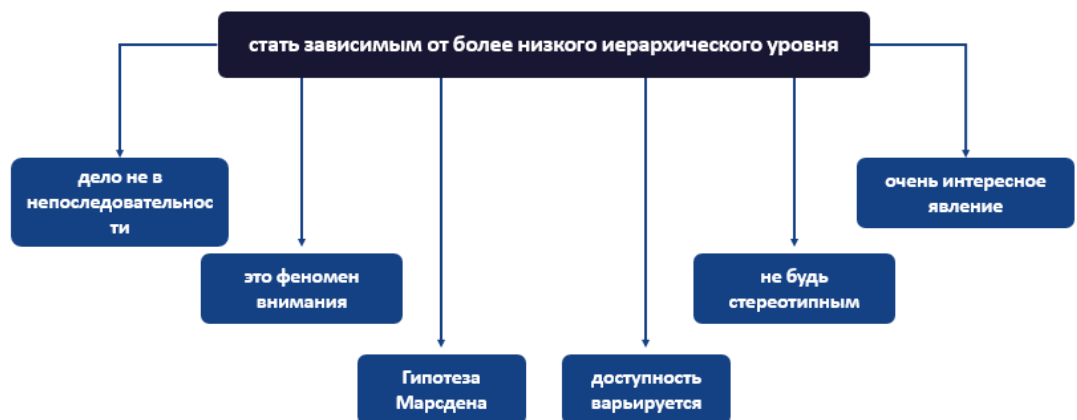 стать зависимым от более низкого иерархического уровня
дело не в
непоследовательнос
ти
очень интересное
явление
это феномен
внимания
не будь
стереотипным
Гипотеза
Марсдена
доступность
варьируется